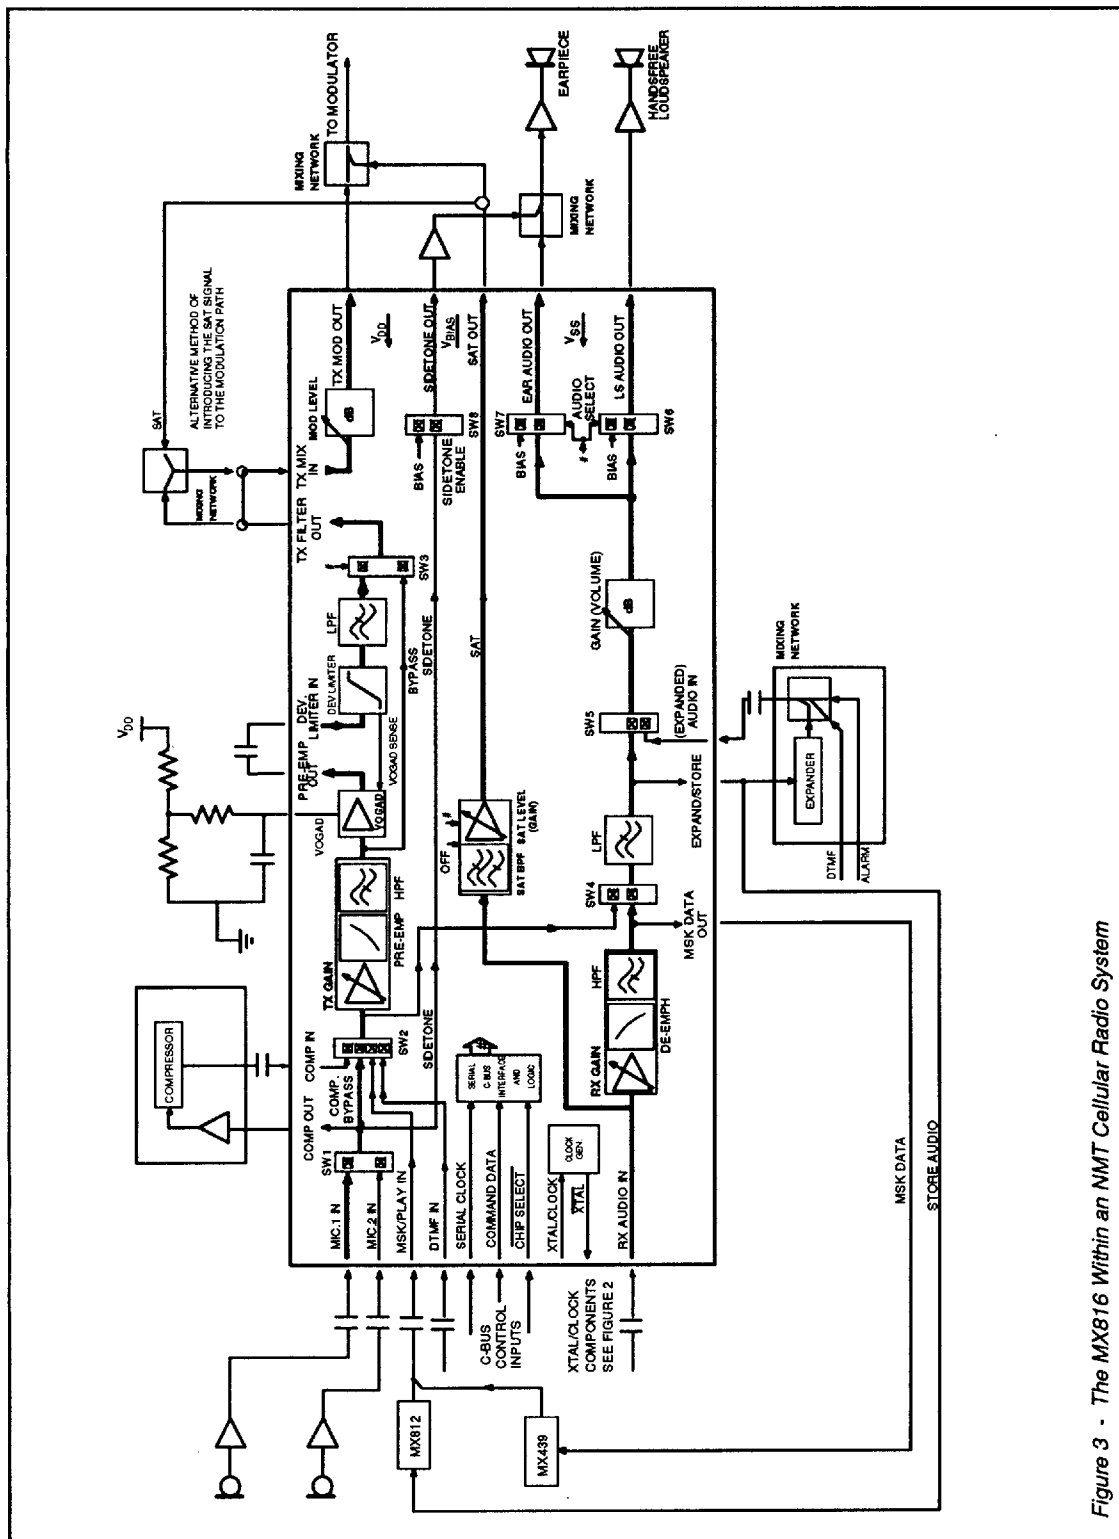 TO MODULATOR
MIXING
NETWORK
EARPIECE
HANDSFREE
LOUDSPEAKER
MIXING
NETWORK
SAT
ALTERNATIVE METHOD OF
INTRODUCING THE SAT SIGNAL
TO THE MODULATION PATH
MIXING
NETWORK
TX FILTER
OUT
TX MIX
IN
MOD LEVEL
dB
TX MOD OUT
VDD
SIDETONE OUT
VBIAS
SAT OUT
EAR AUDIO OUT
VSS
LS AUDIO OUT
BIAS
SIDETONE
ENABLE
SW8
SW7
BIAS
AUDIO
SELECT
#
BIAS
SW6
VDD
PRE-EMP
OUT
DEV.
LIMITER IN
DEV LIMITER
LPF
#
SW3
BYPASS
SIDETONE
VOGAD
VOGAD
VOGAD SENSE
SAT
GAIN (VOLUME)
dB
MIXING
NETWORK
COMPRESSOR
COMP OUT
COMP IN
COMP.
BYPASS
SW1
SW2
TX GAIN
PRE-EMP
HPF
SIDETONE
OFF
#
SAT BPF
SAT LEVEL
(GAIN)
SERIAL
C-BUS
INTERFACE
AND
LOGIC
#
RX GAIN
DE-EMPH
HPF
SW4
LPF
SW5
(EXPANDED)
AUDIO IN
EXPAND/STORE
MSK DATA
OUT
EXPANDER
DTMF
ALARM
MIC.1 IN
MIC.2 IN
MSK/PLAY IN
DTMF IN
SERIAL CLOCK
COMMAND DATA
CHIP SELECT
XTAL/CLOCK
XTAL
CLOCK
GEN.
RX AUDIO IN
C-BUS
CONTROL
INPUTS
XTAL/CLOCK
COMPONENTS
SEE FIGURE 2
MX812
MX439
MSK DATA
STORE AUDIO
Figure 3 - The MX816 Within an NMT Cellular Radio System